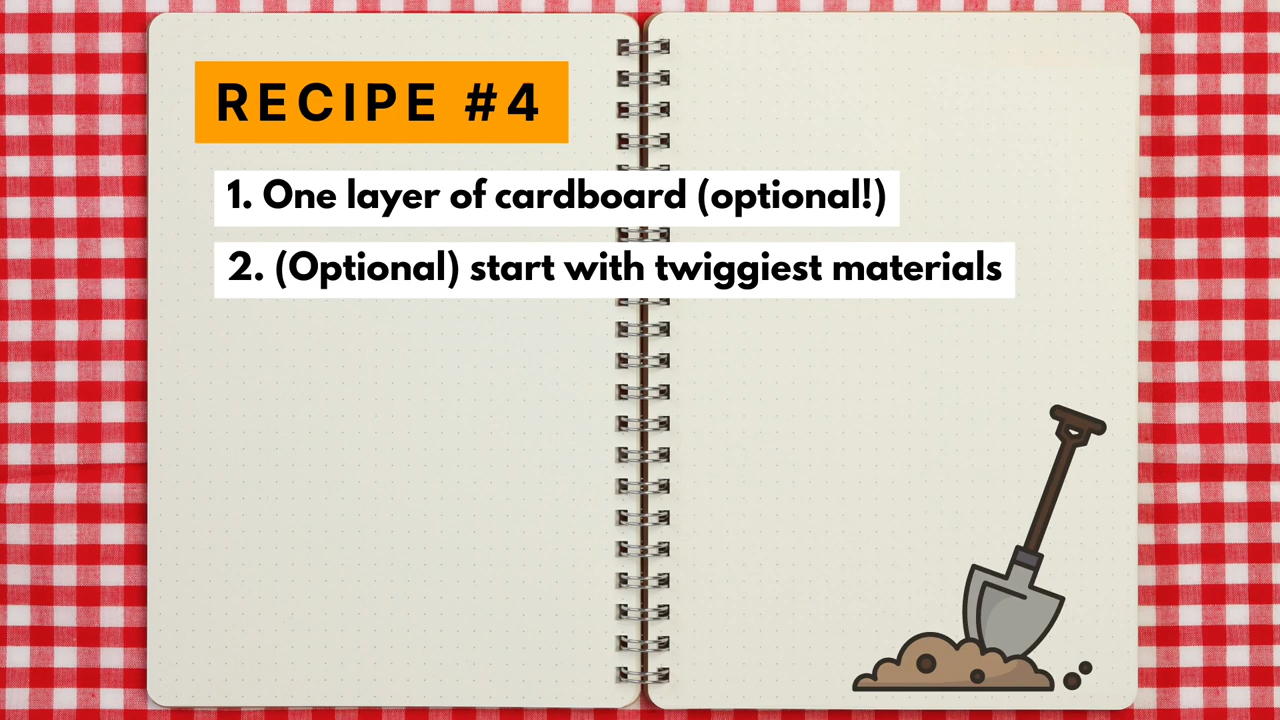 RECIPE #4
1. One layer of cardboard (optional!)
2. (Optional) start with twiggiest materials